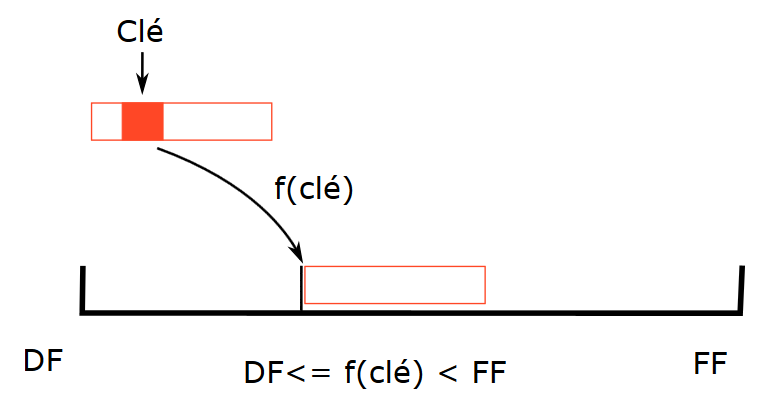 Clé
f(clé)
DF
DF<= f(clé) < FF
FF